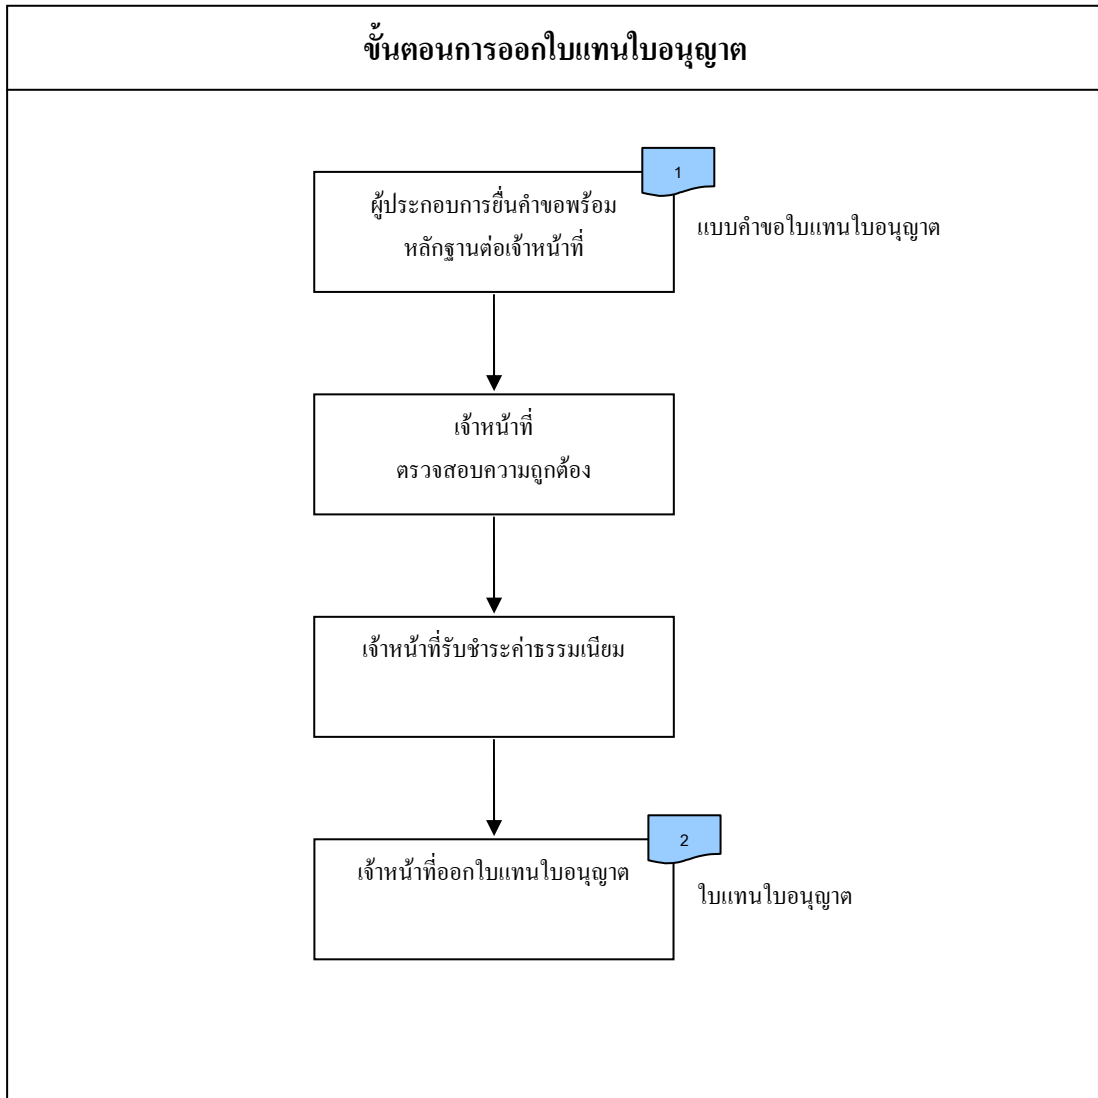 ขั้นตอนการออกใบแทนใบอนุญาต
1
ผู้ประกอบการยื่นคำขอพร้อม
หลักฐานต่อเจ้าหน้าที่
แบบคำขอใบแทนใบอนุญาต
เจ้าหน้าที่
ตรวจสอบความถูกต้อง
เจ้าหน้าที่รับชำระค่าธรรมเนียม
2
เจ้าหน้าที่ออกใบแทนใบอนุญาต
ใบแทนใบอนุญาต